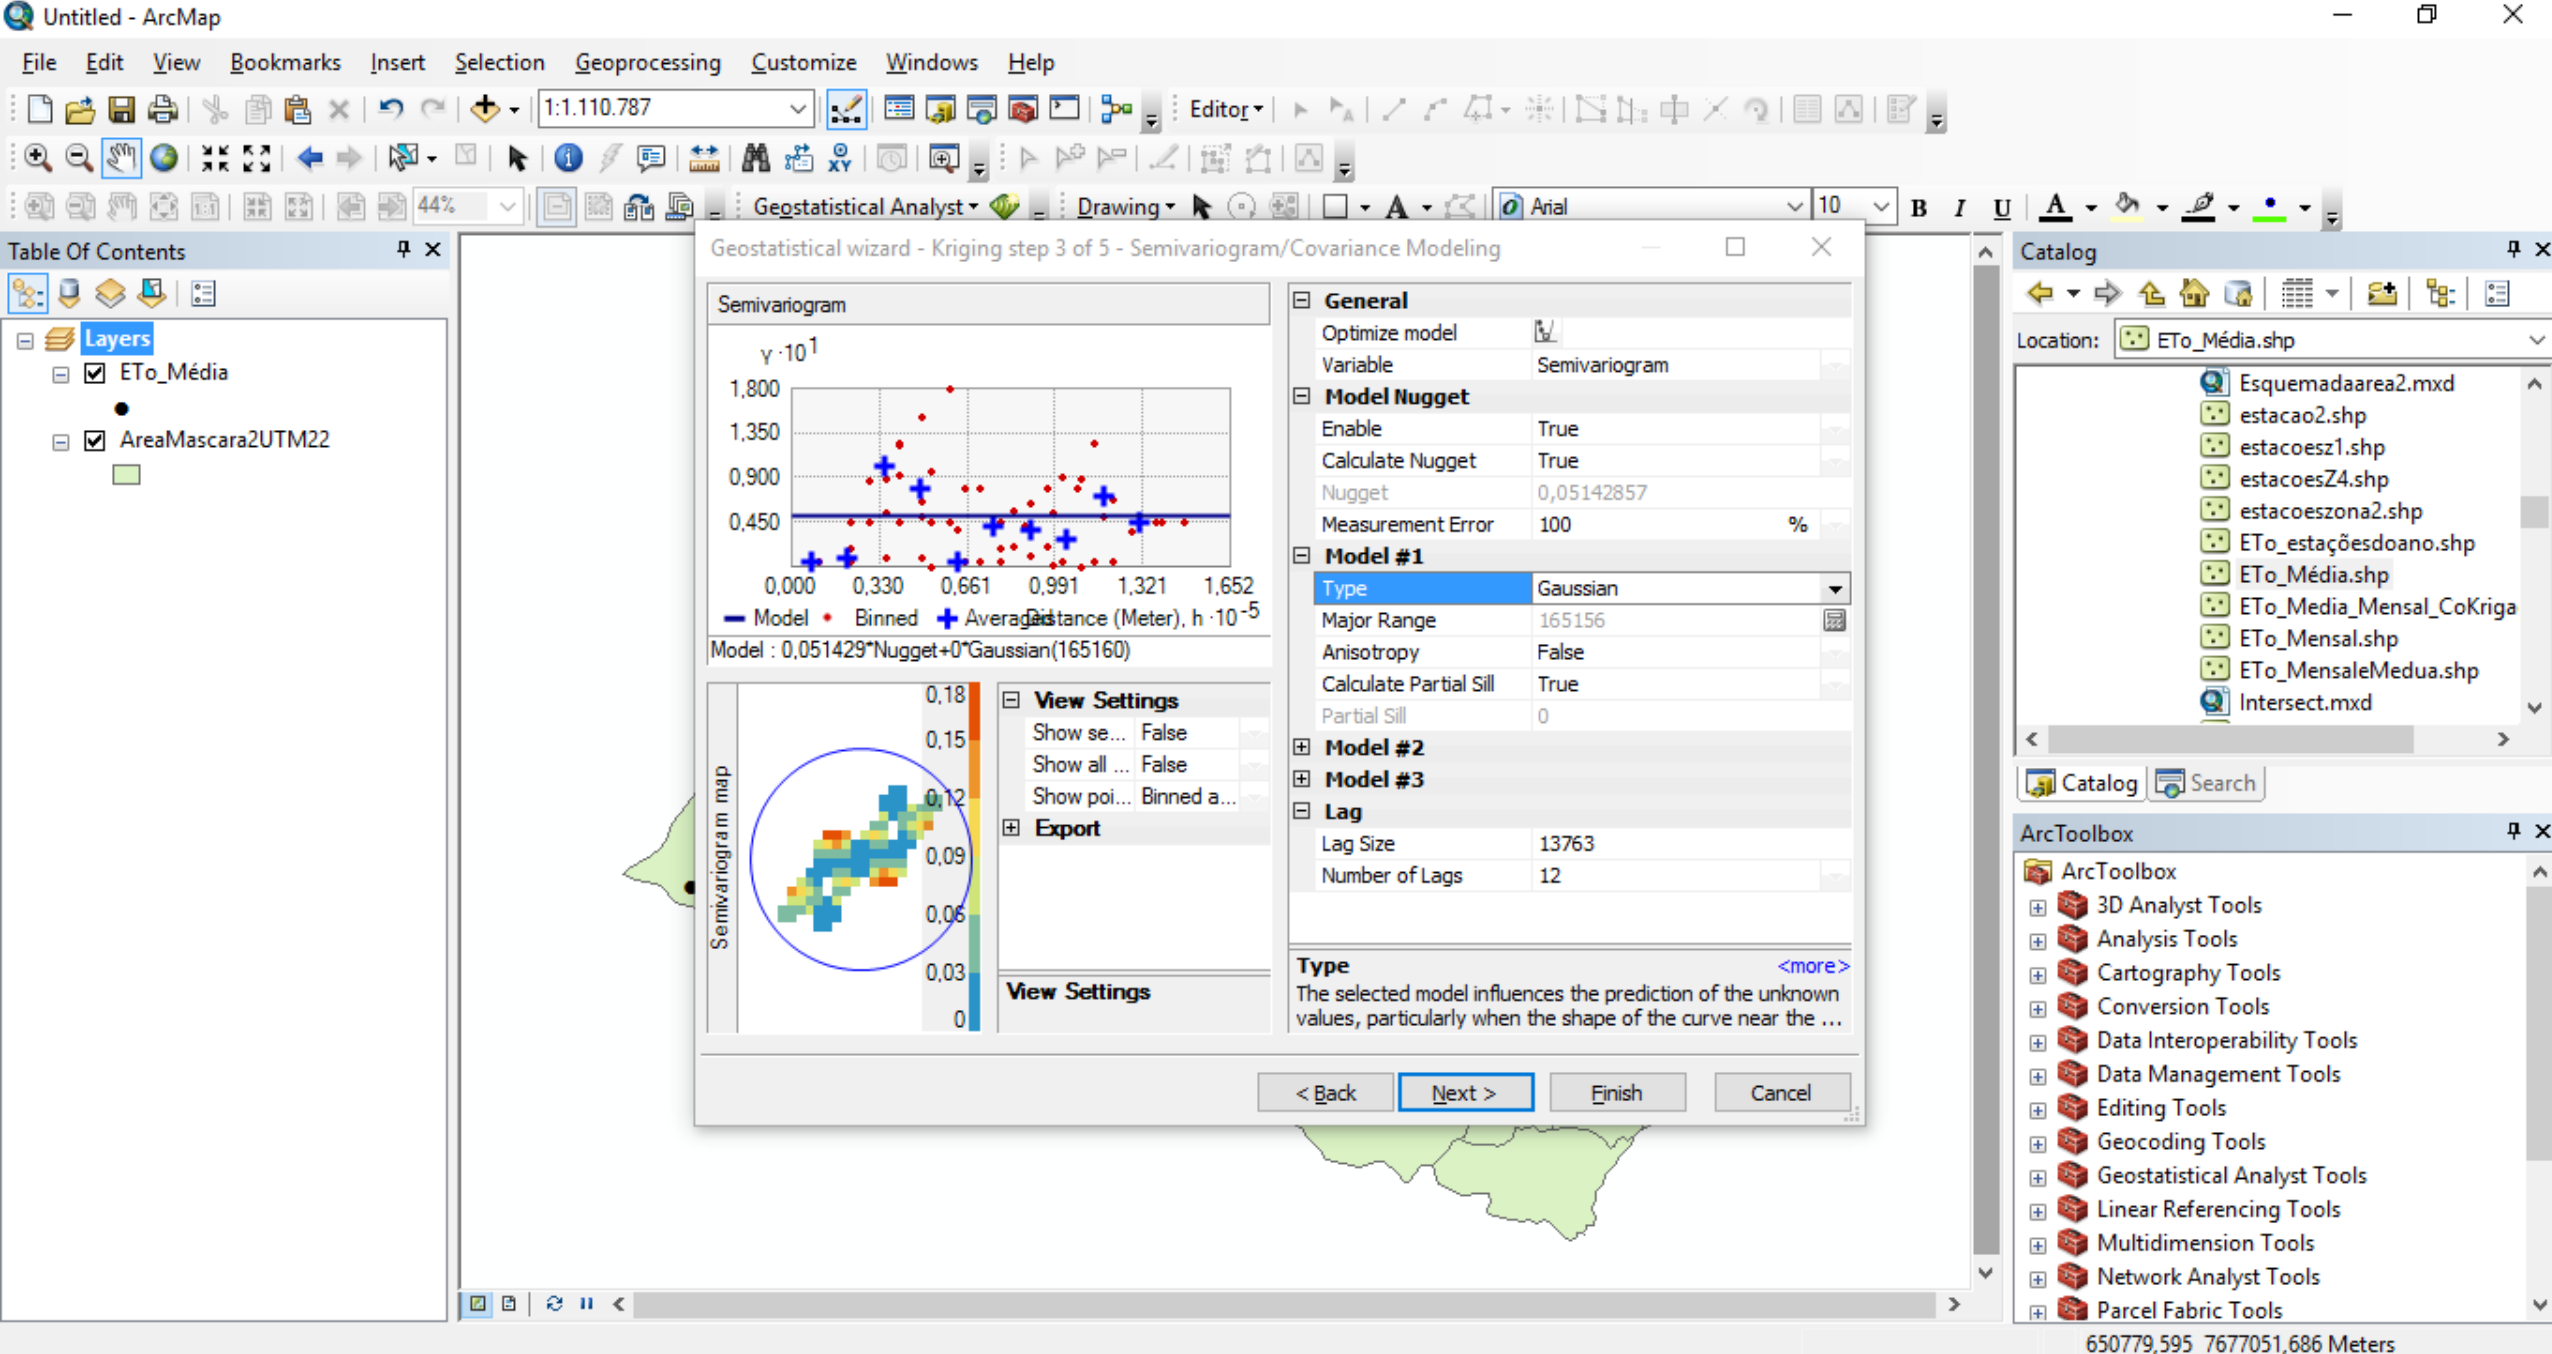 Untitled - ArcMap
File Edit View Bookmarks Insert Selection Geoprocessing Customize Windows Help
1:1.110.787
Editor
XY
1:1
44%
Geostatistical Analyst
Drawing
A
Arial
10
B I U A
Table Of Contents
Layers
ETo_Média
AreaMascara2UTM22
Geostatistical wizard - Kriging step 3 of 5 - Semivariogram/Covariance Modeling
Semivariogram
γ ·10 1
1,800
1,350
0,900
0,450
0,000 0,330 0,661 0,991 1,321 1,652
Model Binned Averaged Distance (Meter), h ·10 -5
Model : 0,051429*Nugget+0*Gaussian(165160)
Semivariogram map
0,18
0,15
0,12
0,09
0,06
0,03
0
View Settings
Show se... False
Show all ... False
Show poi... Binned a...
Export
View Settings
General
Optimize model
Variable Semivariogram
Model Nugget
Enable True
Calculate Nugget True
Nugget 0,05142857
Measurement Error 100 %
Model #1
Type Gaussian
Major Range 165156
Anisotropy False
Calculate Partial Sill True
Partial Sill 0
Model #2
Model #3
Lag
Lag Size 13763
Number of Lags 12
Type <more>
The selected model influences the prediction of the unknown
values, particularly when the shape of the curve near the ...
< Back Next > Finish Cancel
Catalog
Location: ETo_Média.shp
Esquemadaarea2.mxd
estacao2.shp
estacoesz1.shp
estacoesZ4.shp
estacoeszona2.shp
ETo_estaçõesdoano.shp
ETo_Média.shp
ETo_Media_Mensal_CoKriga
ETo_Mensal.shp
ETo_MensaleMedua.shp
Intersect.mxd
Catalog Search
ArcToolbox
ArcToolbox
3D Analyst Tools
Analysis Tools
Cartography Tools
Conversion Tools
Data Interoperability Tools
Data Management Tools
Editing Tools
Geocoding Tools
Geostatistical Analyst Tools
Linear Referencing Tools
Multidimension Tools
Network Analyst Tools
Parcel Fabric Tools
650779,595 7677051,686 Meters